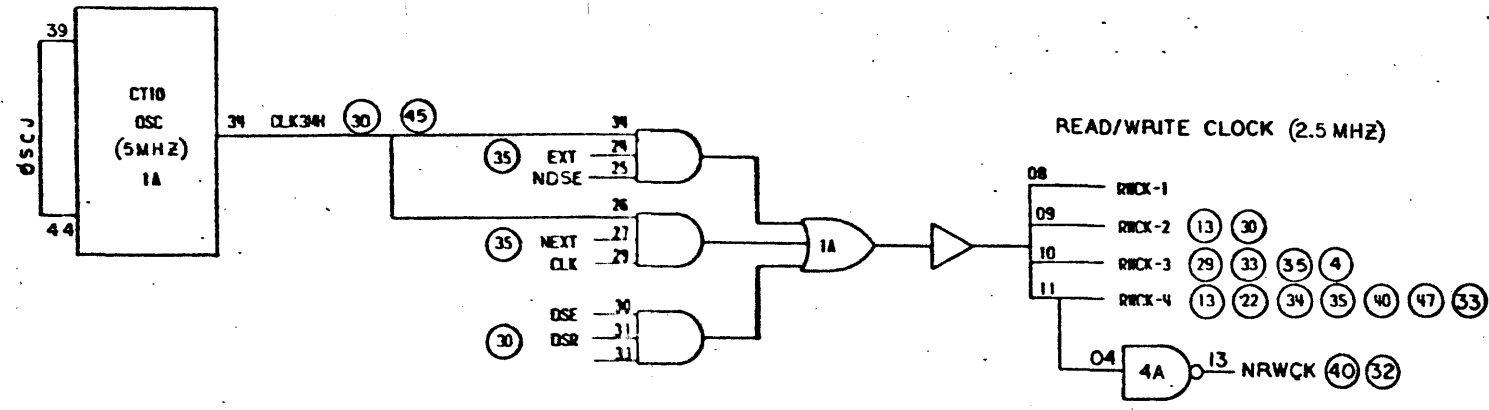 39
CT10
OSC
(5MHZ)
1A
OSCJ
44
34 CLK34H 30 45
34
35 EXT 24
NDSE 25
26
35 NEXT 27
CLK 29
DSE 30
30 DSR 31
31
1A
READ/WRITE CLOCK (2.5 MHZ)
08 RWCK-1
09 RWCK-2 13 30
10 RWCK-3 29 33 35 4
11 RWCK-4 13 22 34 35 40 47 33
04 4A 13 NRWCK 40 32